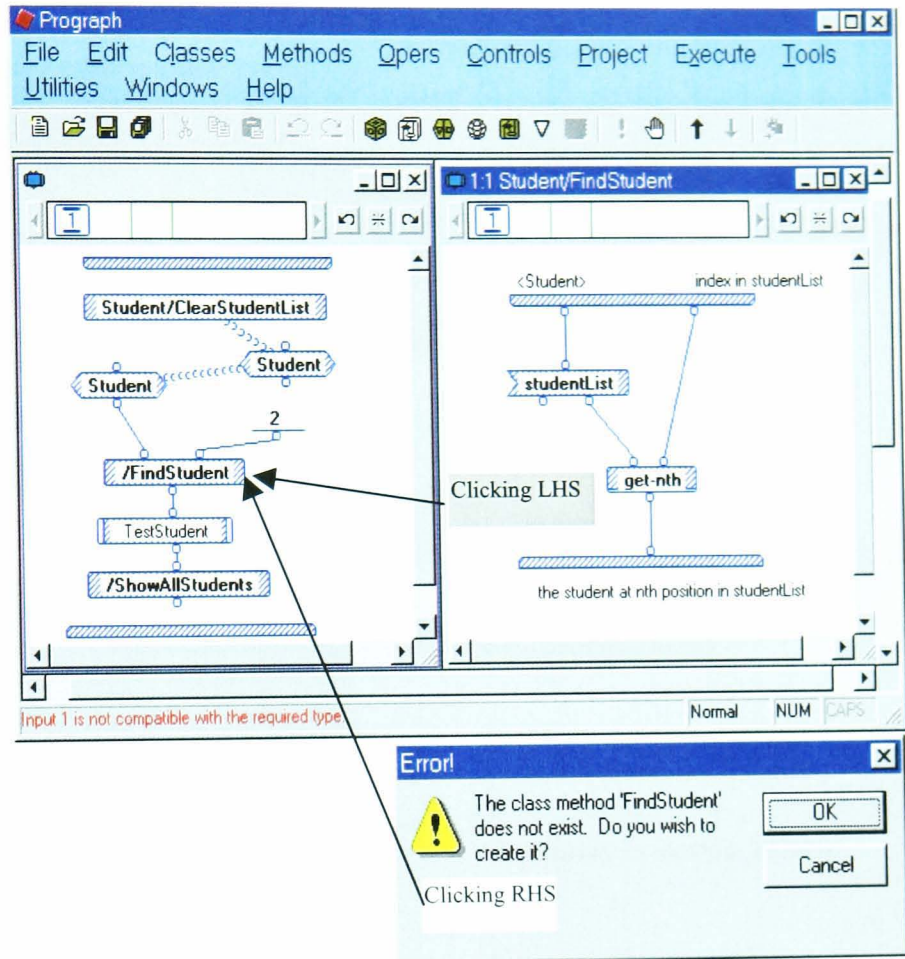 Prograph
File Edit Classes Methods Opers Controls Project Execute Tools
Utilities Windows Help
1:1 Student/FindStudent
1
1
Student/ClearStudentList
Student
Student
2
/FindStudent
TestStudent
/ShowAllStudents
<Student>
index in studentList
studentList
get-nth
the student at nth position in studentList
Clicking LHS
Input 1 is not compatible with the required type
Normal NUM CAPS
Error!
The class method 'FindStudent'
does not exist. Do you wish to
create it?
OK
Cancel
Clicking RHS